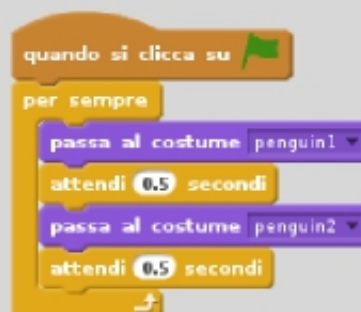 quando si clicca su
per sempre
passa al costume penguin1
attendi 0.5 secondi
passa al costume penguin2
attendi 0.5 secondi